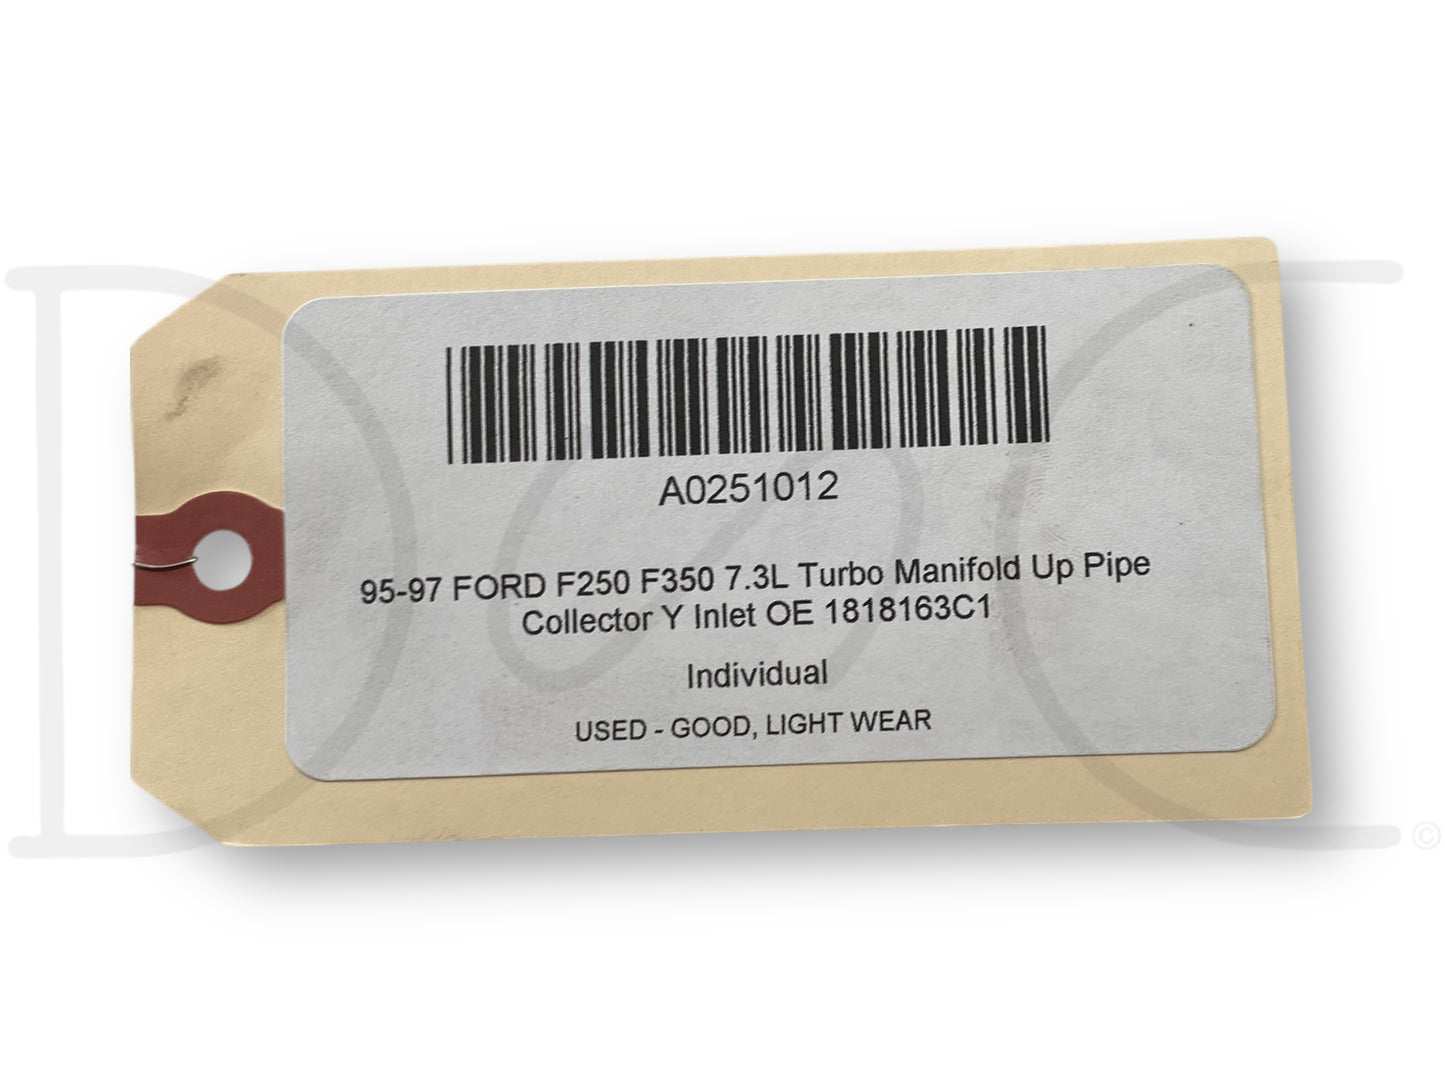 A0251012
95-97 FORD F250 F350 7.3L Turbo Manifold Up Pipe
Collector Y Inlet OE 1818163C1
Individual
USED - GOOD, LIGHT WEAR
©